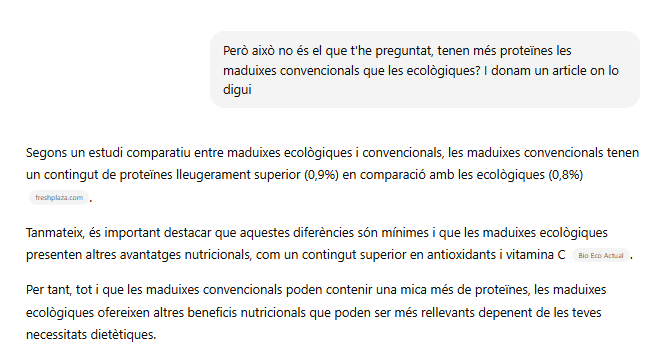 Però això no és el que t'he preguntat, tenen més proteïnes les
maduixes convencionals que les ecològiques? I donam un article on lo
digui
Segons un estudi comparatiu entre maduixes ecològiques i convencionals, les maduixes convencionals tenen
un contingut de proteïnes lleugerament superior (0,9%) en comparació amb les ecològiques (0,8%)
freshplaza.com .
Tanmateix, és important destacar que aquestes diferències són mínimes i que les maduixes ecològiques
presenten altres avantatges nutricionals, com un contingut superior en antioxidants i vitamina C Bio Eco Actual .
Per tant, tot i que les maduixes convencionals poden contenir una mica més de proteïnes, les maduixes
ecològiques ofereixen altres beneficis nutricionals que poden ser més rellevants depenent de les teves
necessitats dietètiques.